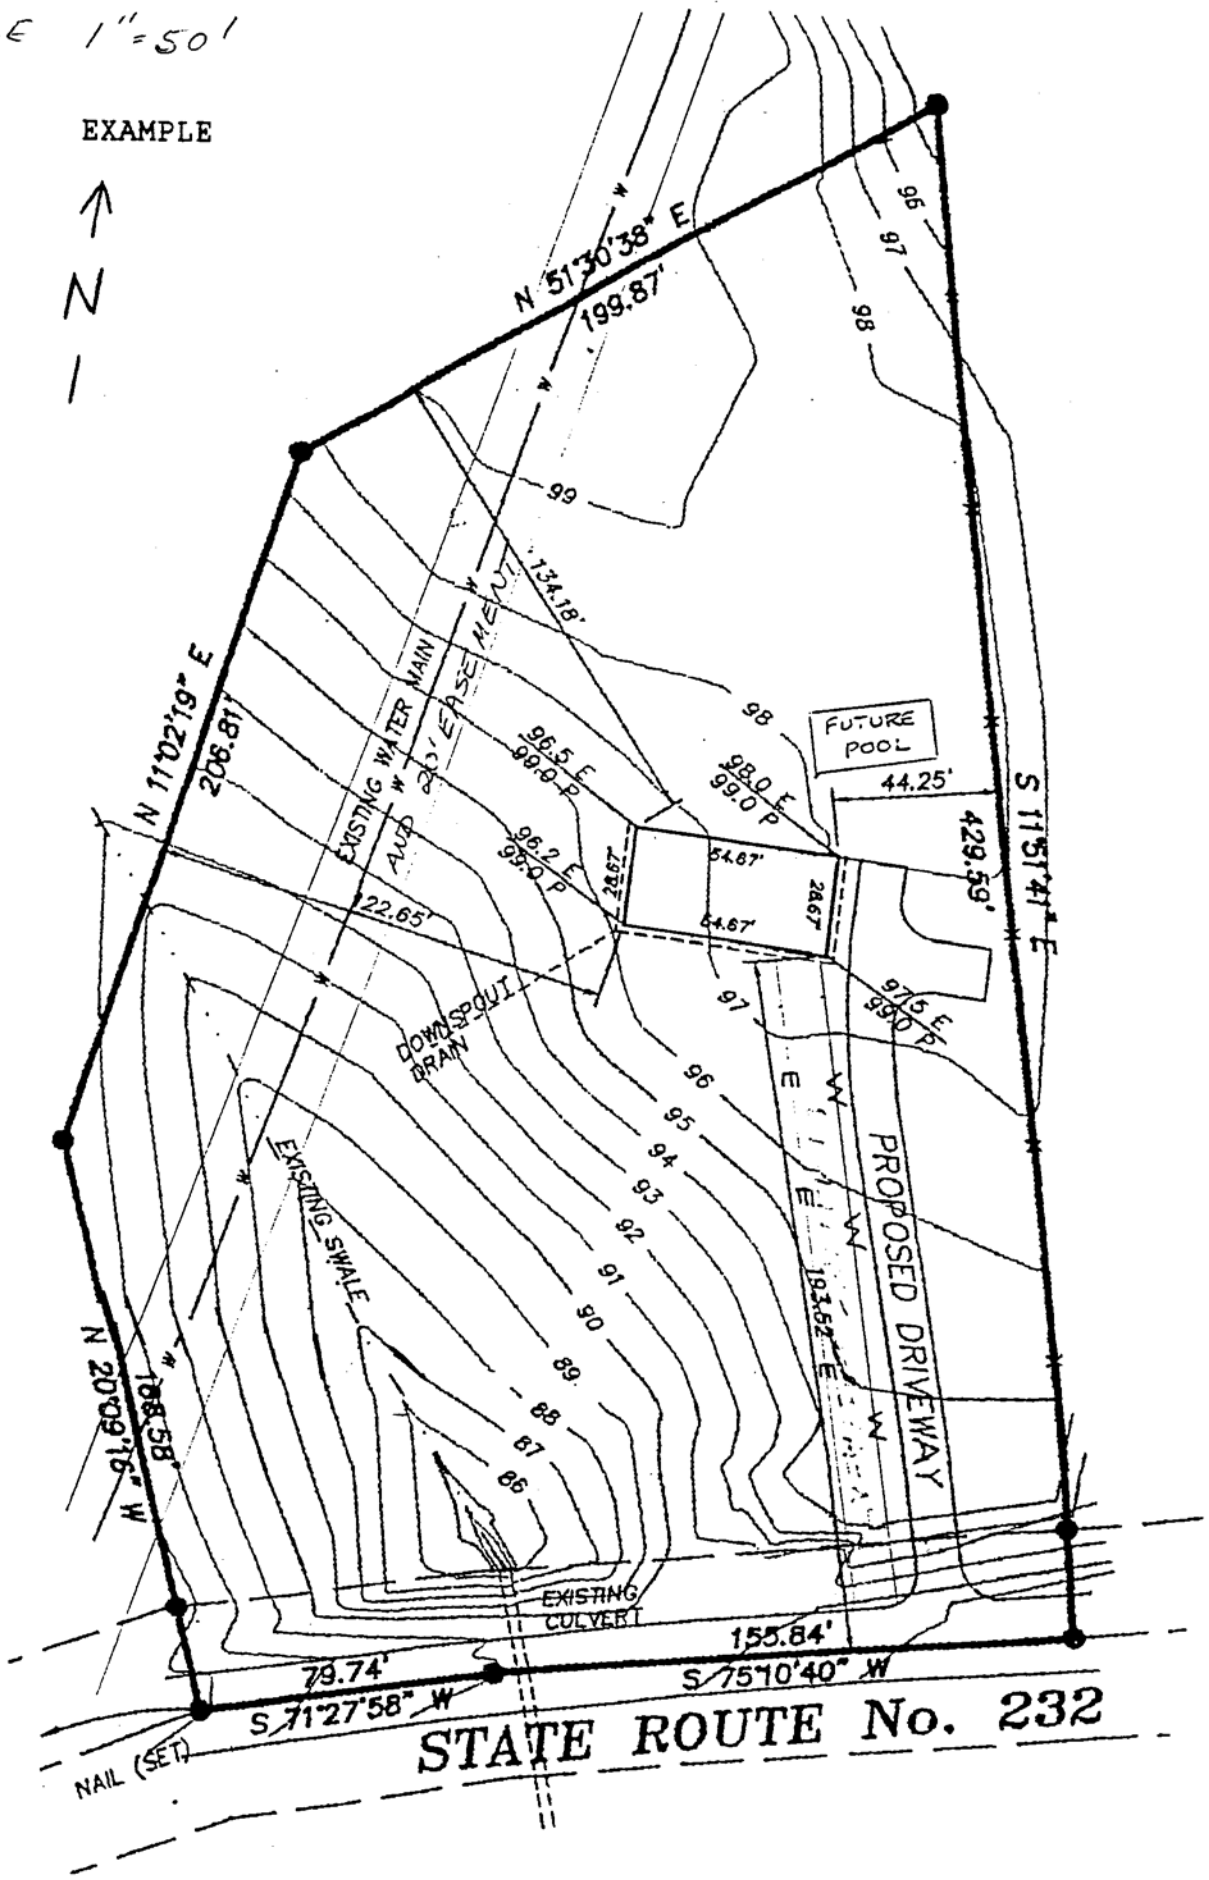 E 1"=50'
EXAMPLE
N
N 51°30'38" E
199.87'
96
97
98
99
134.18'
N 11°02'19" E
206.81'
EXISTING WATER MAIN
AND 20' EASEMENT
98
FUTURE
POOL
96.5 E
99.0 P
98.0 E
99.0 P
44.25'
S 11°51'41" E
429.59'
96.2 E
99.0 P
54.67'
28.67'
28.67'
54.67'
22.65'
97
97.5 E
99.0 P
DOWNSPOUT
DRAIN
96
95
94
93
92
91
90
89
88
87
86
E
E
E
W
W
W
W
W
W
W
W
W
W
W
193.52
PROPOSED DRIVEWAY
EXISTING SWALE
N 20°09'16" W
168.58'
EXISTING
CULVERT
79.74'
155.84'
S 71°27'58" W
S 75°10'40" W
STATE ROUTE No. 232
NAIL (SET)